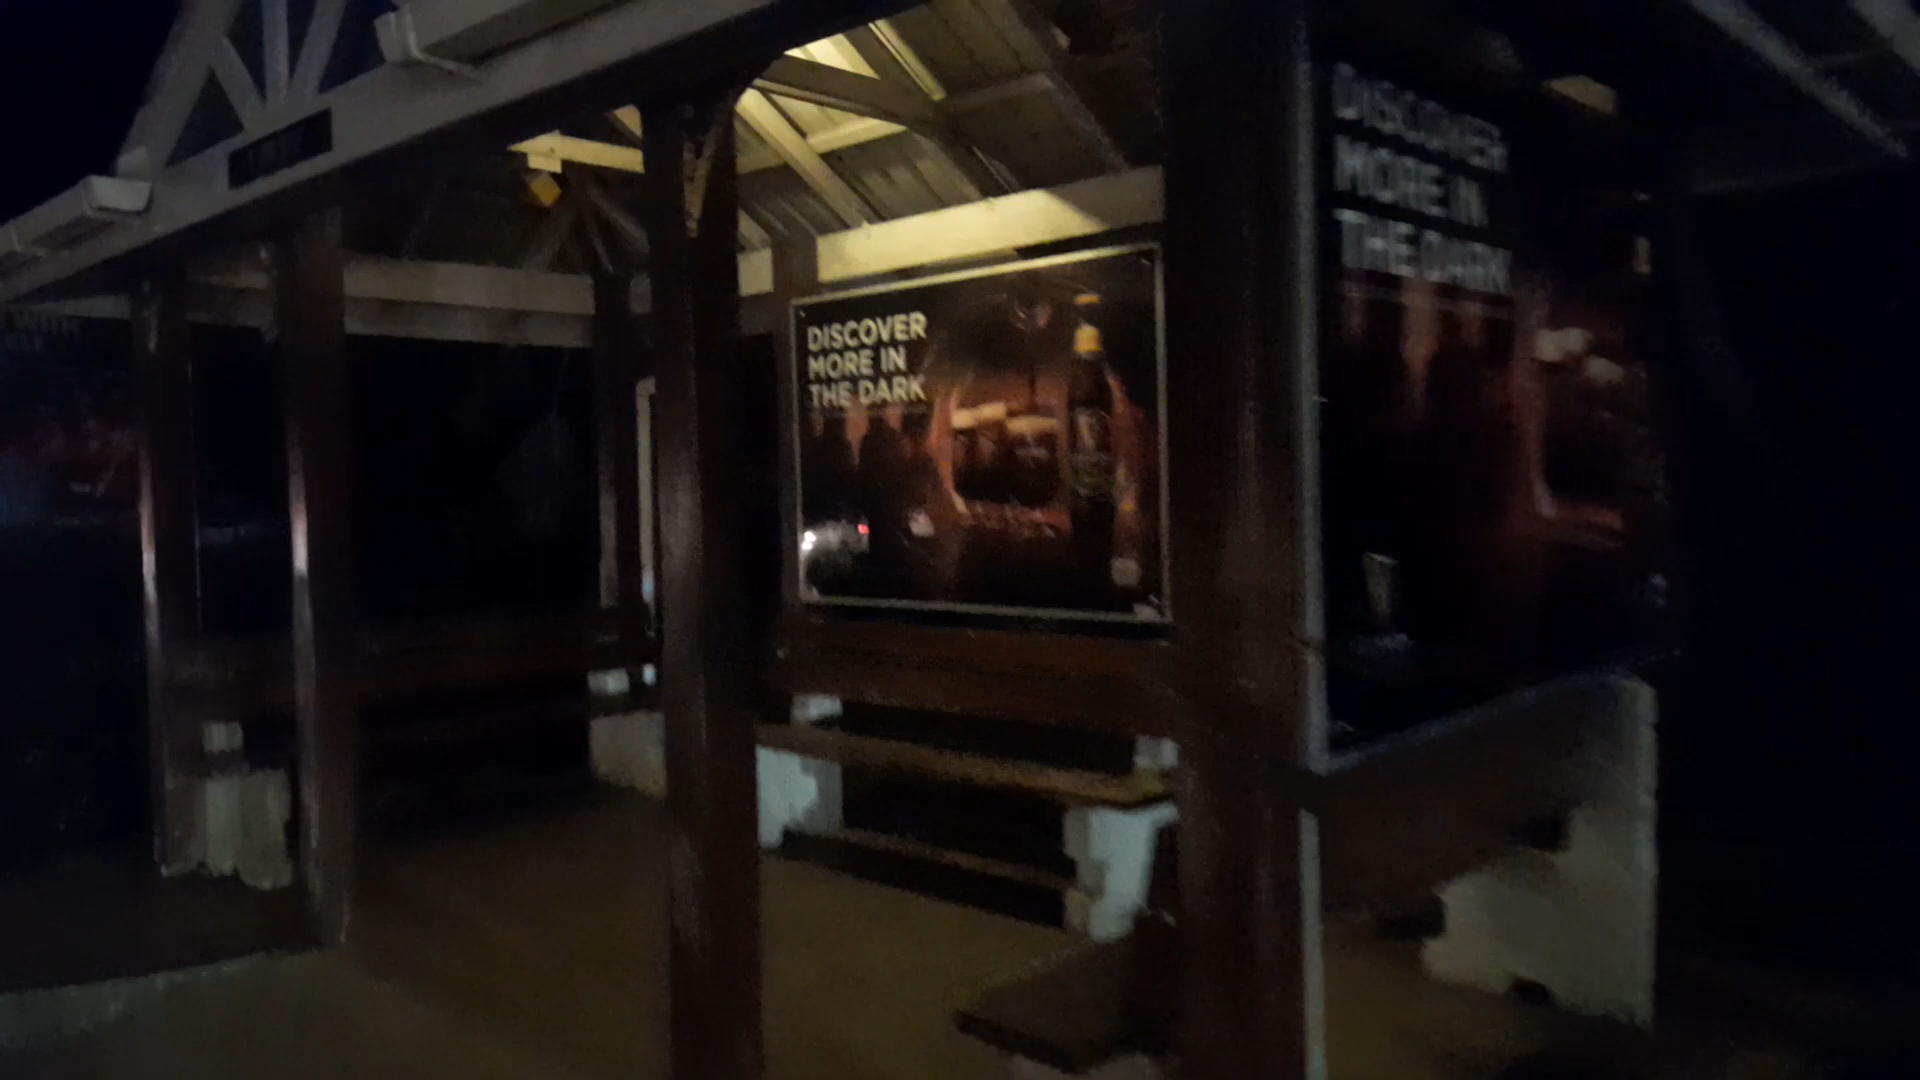 DISCOVER
MORE IN
THE DARK
DISCOVER
MORE IN
THE DARK